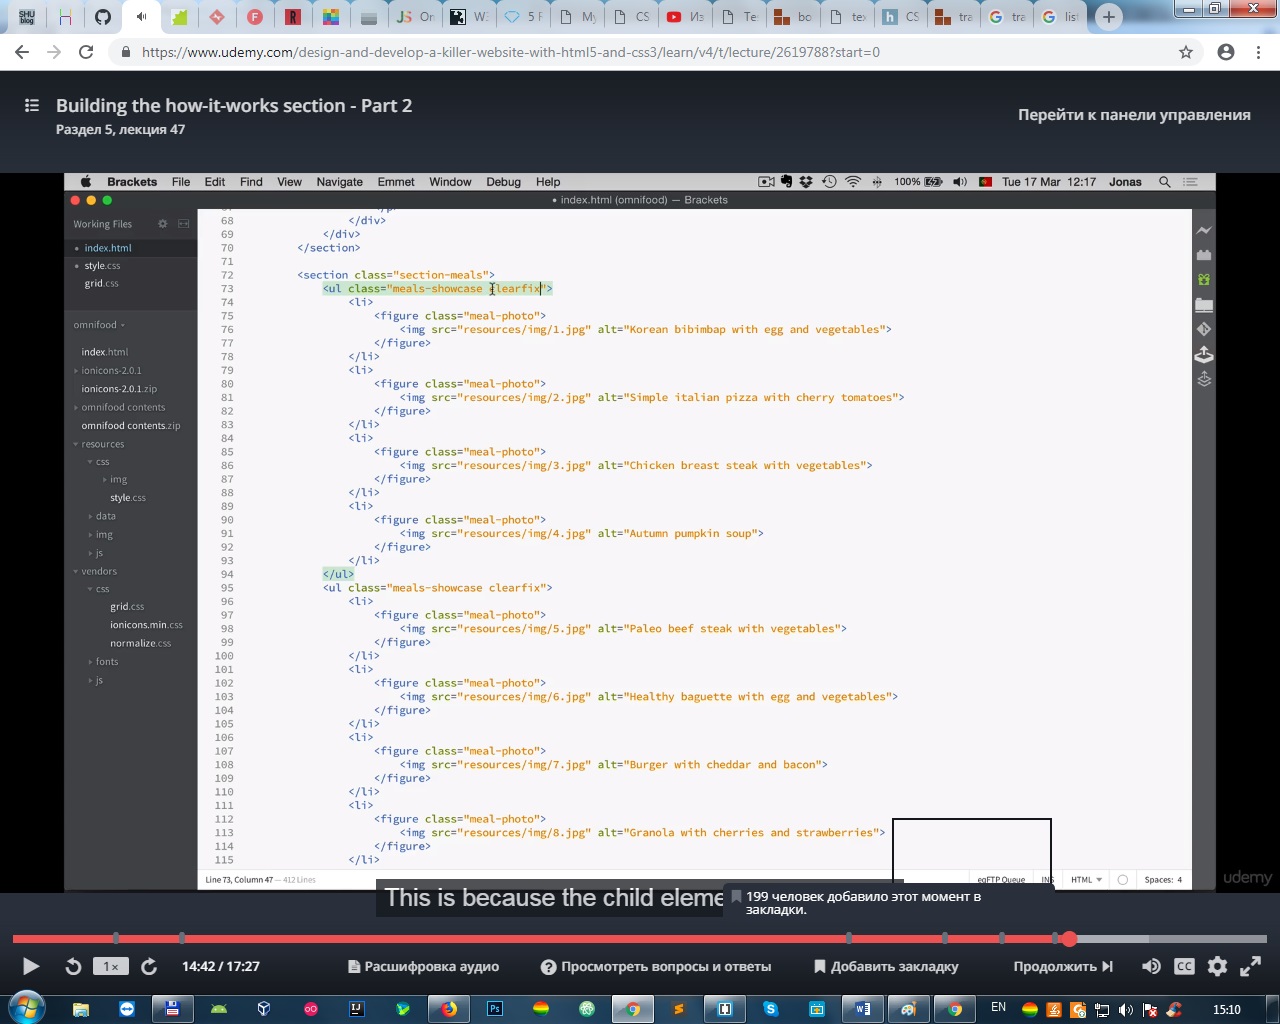 SHU blog
JS On
W3
5 F
My
CS
Из
Te
bo
te
CS
tra
tra
lis
https://www.udemy.com/design-and-develop-a-killer-website-with-html5-and-css3/learn/v4/t/lecture/2619788?start=0
Building the how-it-works section - Part 2
Раздел 5, лекция 47
Перейти к панели управления
Brackets File Edit Find View Navigate Emmet Window Debug Help 100% Tue 17 Mar 12:17 Jonas
• index.html (omnifood) — Brackets
Working Files
index.html
style.css
grid.css
omnifood
index.html
ionicons-2.0.1
ionicons-2.0.1.zip
omnifood contents
omnifood contents.zip
resources
css
img
style.css
data
img
js
vendors
css
grid.css
ionicons.min.css
normalize.css
fonts
js
68 </div>
69 </div>
70 </section>
71
72 <section class="section-meals">
73 <ul class="meals-showcase clearfix">
74 <li>
75 <figure class="meal-photo">
76 <img src="resources/img/1.jpg" alt="Korean bibimbap with egg and vegetables">
77 </figure>
78 </li>
79 <li>
80 <figure class="meal-photo">
81 <img src="resources/img/2.jpg" alt="Simple italian pizza with cherry tomatoes">
82 </figure>
83 </li>
84 <li>
85 <figure class="meal-photo">
86 <img src="resources/img/3.jpg" alt="Chicken breast steak with vegetables">
87 </figure>
88 </li>
89 <li>
90 <figure class="meal-photo">
91 <img src="resources/img/4.jpg" alt="Autumn pumpkin soup">
92 </figure>
93 </li>
94 </ul>
95 <ul class="meals-showcase clearfix">
96 <li>
97 <figure class="meal-photo">
98 <img src="resources/img/5.jpg" alt="Paleo beef steak with vegetables">
99 </figure>
100 </li>
101 <li>
102 <figure class="meal-photo">
103 <img src="resources/img/6.jpg" alt="Healthy baguette with egg and vegetables">
104 </figure>
105 </li>
106 <li>
107 <figure class="meal-photo">
108 <img src="resources/img/7.jpg" alt="Burger with cheddar and bacon">
109 </figure>
110 </li>
111 <li>
112 <figure class="meal-photo">
113 <img src="resources/img/8.jpg" alt="Granola with cherries and strawberries">
114 </figure>
115 </li>
Line 73, Column 47 — 412 Lines
eqFTP Queue INS HTML Spaces: 4
udemy
This is because the child eleme
199 человек добавило этот момент в
закладки.
1× 14:42 / 17:27 Расшифровка аудио Просмотреть вопросы и ответы Добавить закладку Продолжить CC
EN 15:10